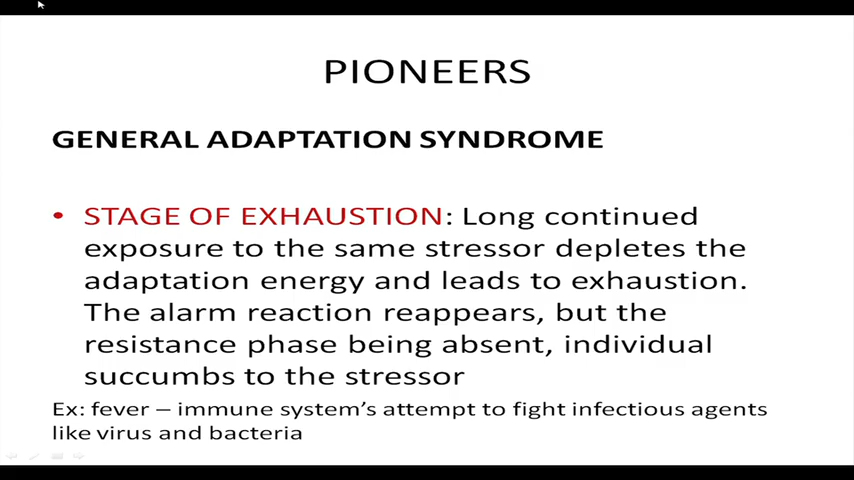 PIONEERS
GENERAL ADAPTATION SYNDROME
• STAGE OF EXHAUSTION: Long continued
exposure to the same stressor depletes the
adaptation energy and leads to exhaustion.
The alarm reaction reappears, but the
resistance phase being absent, individual
succumbs to the stressor
Ex: fever – immune system's attempt to fight infectious agents
like virus and bacteria